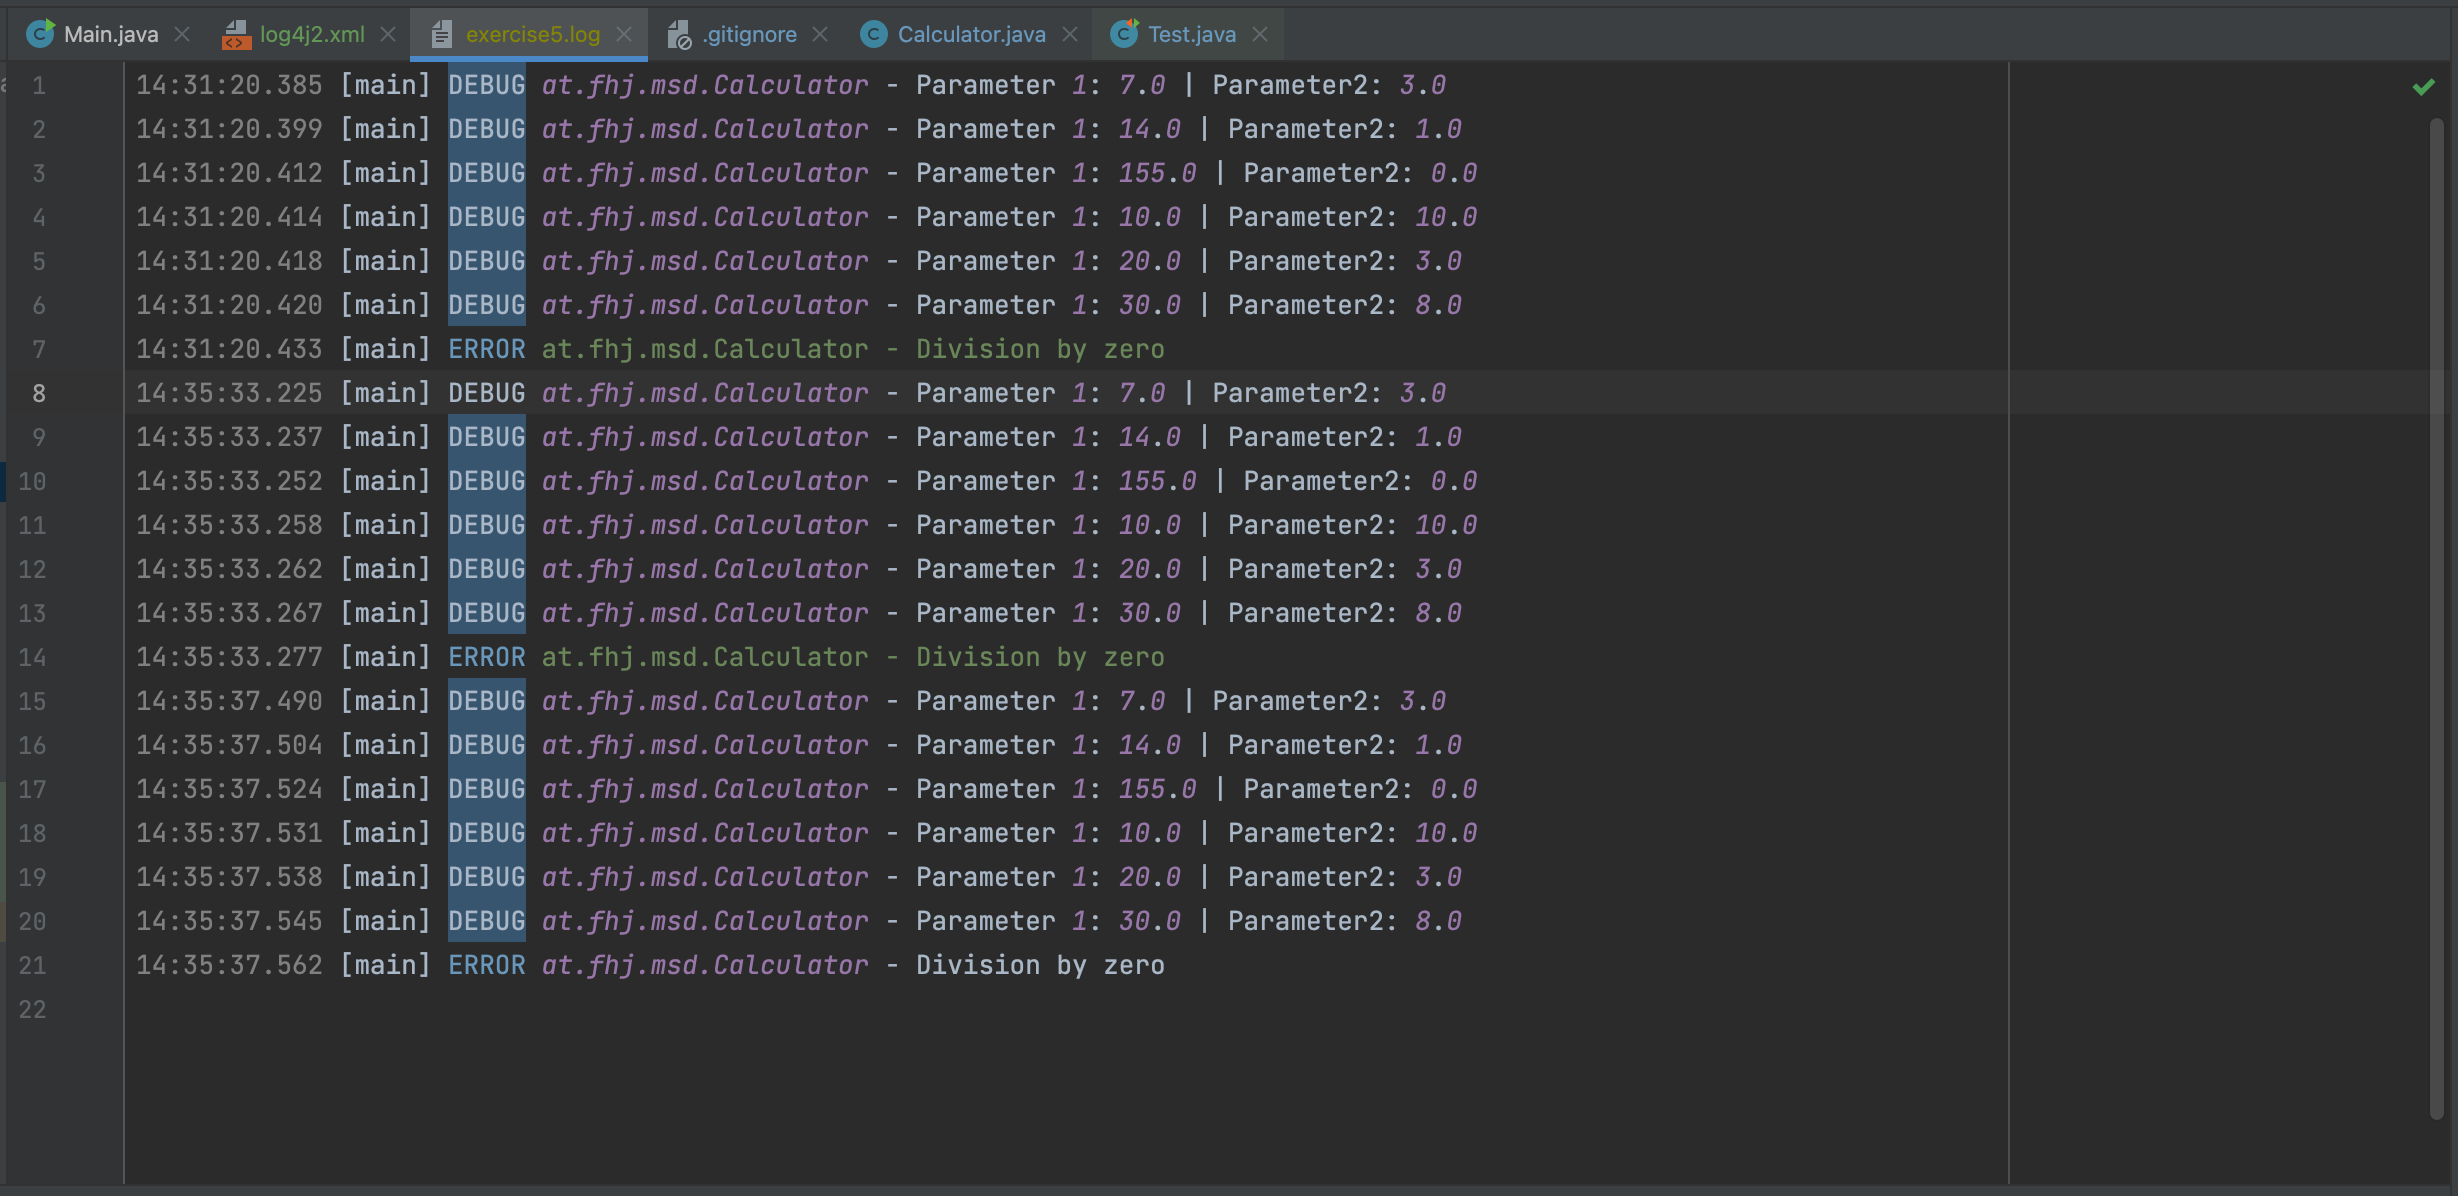 Main.java log4j2.xml exercise5.log .gitignore Calculator.java Test.java
1 14:31:20.385 [main] DEBUG at.fhj.msd.Calculator - Parameter 1: 7.0 | Parameter2: 3.0
2 14:31:20.399 [main] DEBUG at.fhj.msd.Calculator - Parameter 1: 14.0 | Parameter2: 1.0
3 14:31:20.412 [main] DEBUG at.fhj.msd.Calculator - Parameter 1: 155.0 | Parameter2: 0.0
4 14:31:20.414 [main] DEBUG at.fhj.msd.Calculator - Parameter 1: 10.0 | Parameter2: 10.0
5 14:31:20.418 [main] DEBUG at.fhj.msd.Calculator - Parameter 1: 20.0 | Parameter2: 3.0
6 14:31:20.420 [main] DEBUG at.fhj.msd.Calculator - Parameter 1: 30.0 | Parameter2: 8.0
7 14:31:20.433 [main] ERROR at.fhj.msd.Calculator - Division by zero
8 14:35:33.225 [main] DEBUG at.fhj.msd.Calculator - Parameter 1: 7.0 | Parameter2: 3.0
9 14:35:33.237 [main] DEBUG at.fhj.msd.Calculator - Parameter 1: 14.0 | Parameter2: 1.0
10 14:35:33.252 [main] DEBUG at.fhj.msd.Calculator - Parameter 1: 155.0 | Parameter2: 0.0
11 14:35:33.258 [main] DEBUG at.fhj.msd.Calculator - Parameter 1: 10.0 | Parameter2: 10.0
12 14:35:33.262 [main] DEBUG at.fhj.msd.Calculator - Parameter 1: 20.0 | Parameter2: 3.0
13 14:35:33.267 [main] DEBUG at.fhj.msd.Calculator - Parameter 1: 30.0 | Parameter2: 8.0
14 14:35:33.277 [main] ERROR at.fhj.msd.Calculator - Division by zero
15 14:35:37.490 [main] DEBUG at.fhj.msd.Calculator - Parameter 1: 7.0 | Parameter2: 3.0
16 14:35:37.504 [main] DEBUG at.fhj.msd.Calculator - Parameter 1: 14.0 | Parameter2: 1.0
17 14:35:37.524 [main] DEBUG at.fhj.msd.Calculator - Parameter 1: 155.0 | Parameter2: 0.0
18 14:35:37.531 [main] DEBUG at.fhj.msd.Calculator - Parameter 1: 10.0 | Parameter2: 10.0
19 14:35:37.538 [main] DEBUG at.fhj.msd.Calculator - Parameter 1: 20.0 | Parameter2: 3.0
20 14:35:37.545 [main] DEBUG at.fhj.msd.Calculator - Parameter 1: 30.0 | Parameter2: 8.0
21 14:35:37.562 [main] ERROR at.fhj.msd.Calculator - Division by zero
22